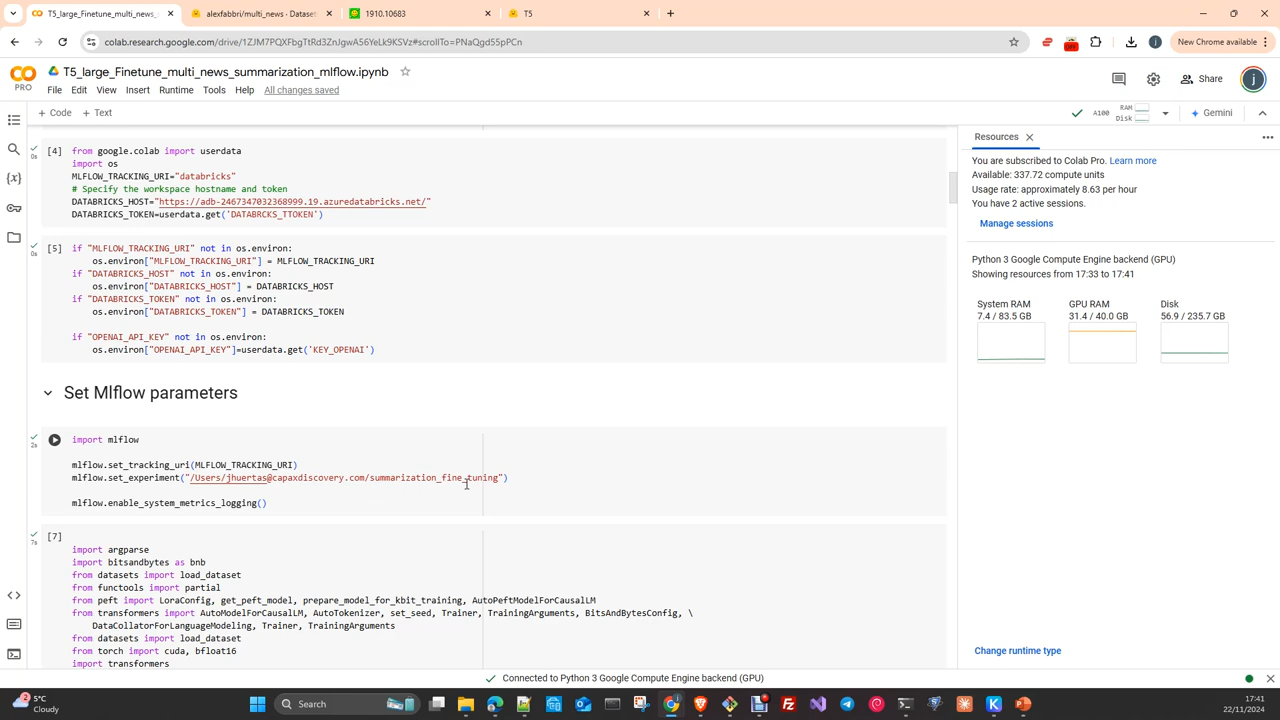 T5_large_Finetune_multi_news_s
alexfabbri/multi_news · Dataset
1910.10683
T5
colab.research.google.com/drive/1ZJM7PQXFbgTtRd3ZnJgwA56YeLk9KSVz#scrollTo=PNaQgd55pPCn
OFF
New Chrome available
PRO
T5_large_Finetune_multi_news_summarization_mlflow.ipynb
File Edit View Insert Runtime Tools Help All changes saved
Share
+ Code + Text
A100 RAM
Disk
Gemini
[4] from google.colab import userdata
0s
import os
MLFLOW_TRACKING_URI="databricks"
# Specify the workspace hostname and token
DATABRICKS_HOST="https://adb-2467347032368999.19.azuredatabricks.net/"
DATABRICKS_TOKEN=userdata.get('DATABRCKS_TTOKEN')
[5] if "MLFLOW_TRACKING_URI" not in os.environ:
0s
os.environ["MLFLOW_TRACKING_URI"] = MLFLOW_TRACKING_URI
if "DATABRICKS_HOST" not in os.environ:
os.environ["DATABRICKS_HOST"] = DATABRICKS_HOST
if "DATABRICKS_TOKEN" not in os.environ:
os.environ["DATABRICKS_TOKEN"] = DATABRICKS_TOKEN
if "OPENAI_API_KEY" not in os.environ:
os.environ["OPENAI_API_KEY"]=userdata.get('KEY_OPENAI')
Set Mlflow parameters
import mlflow
2s
mlflow.set_tracking_uri(MLFLOW_TRACKING_URI)
mlflow.set_experiment("/Users/jhuertas@capaxdiscovery.com/summarization_fine_tuning")
mlflow.enable_system_metrics_logging()
[7]
7s
import argparse
import bitsandbytes as bnb
from datasets import load_dataset
from functools import partial
from peft import LoraConfig, get_peft_model, prepare_model_for_kbit_training, AutoPeftModelForCausalLM
from transformers import AutoModelForCausalLM, AutoTokenizer, set_seed, Trainer, TrainingArguments, BitsAndBytesConfig, \
DataCollatorForLanguageModeling, Trainer, TrainingArguments
from datasets import load_dataset
from torch import cuda, bfloat16
import transformers
Resources
You are subscribed to Colab Pro. Learn more
Available: 337.72 compute units
Usage rate: approximately 8.63 per hour
You have 2 active sessions.
Manage sessions
Python 3 Google Compute Engine backend (GPU)
Showing resources from 17:33 to 17:41
System RAM
7.4 / 83.5 GB
GPU RAM
31.4 / 40.0 GB
Disk
56.9 / 235.7 GB
Change runtime type
Connected to Python 3 Google Compute Engine backend (GPU)
5°C
Cloudy
Search
17:41
22/11/2024